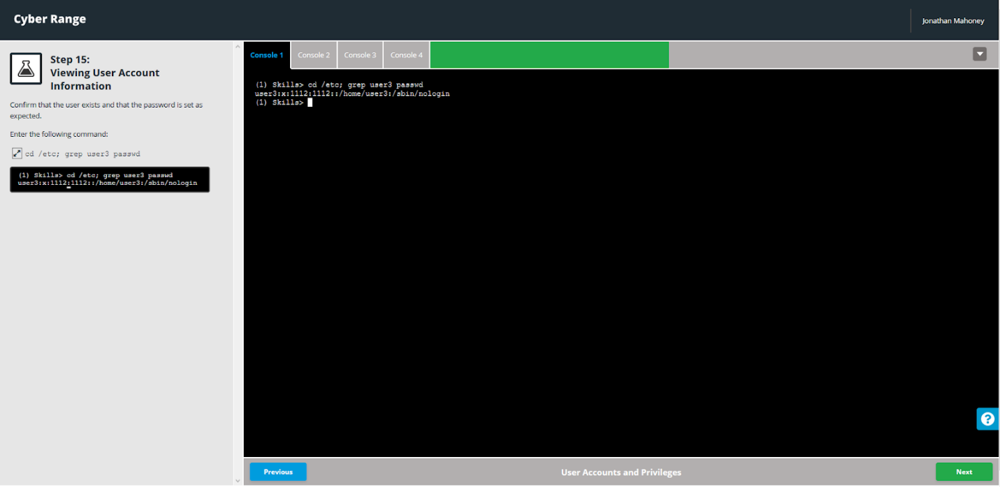 Cyber Range
Jonathan Mahoney
Step 15:
Viewing User Account
Information
Confirm that the user exists and that the password is set as
expected.
Enter the following command:
cd /etc; grep user3 passwd
(1) Skills> cd /etc; grep user3 passwd
user3:x:1112:1112::/home/user3:/sbin/nologin
Console 1
Console 2
Console 3
Console 4
(1) Skills> cd /etc; grep user3 passwd
user3:x:1112:1112::/home/user3:/sbin/nologin
(1) Skills>
?
Previous
User Accounts and Privileges
Next